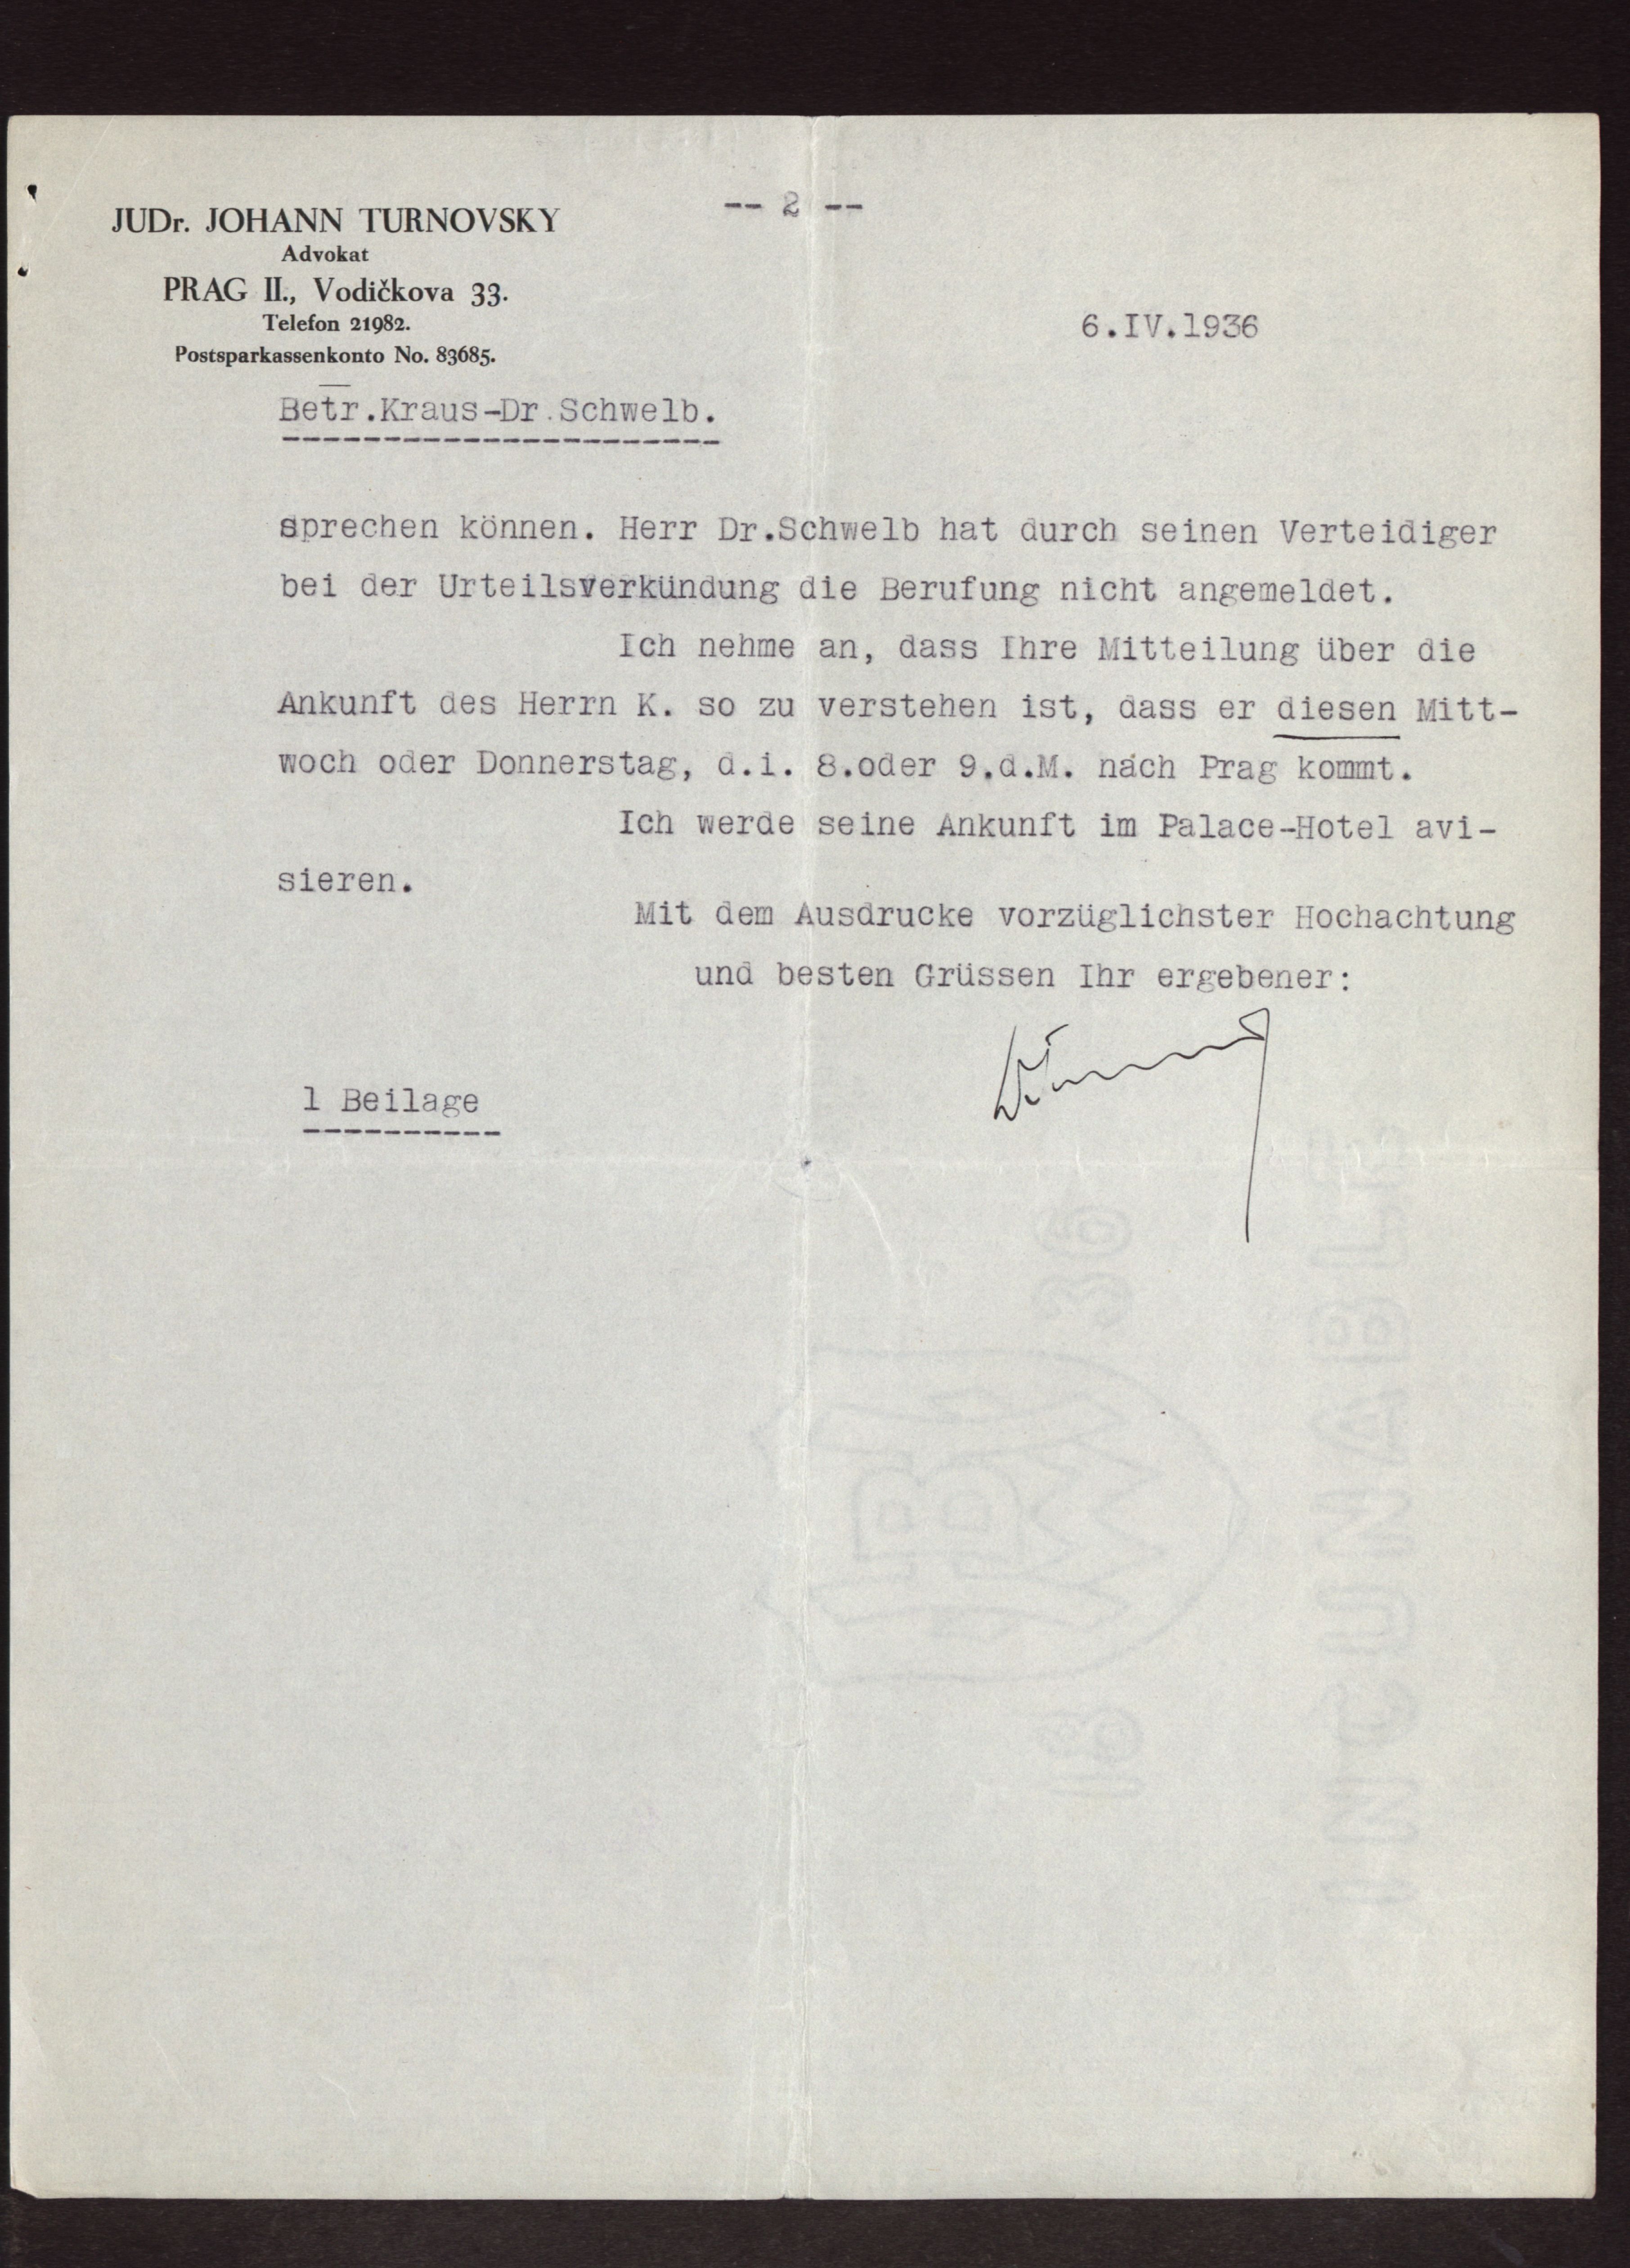 -- 2 --
JUDr. JOHANN TURNOVSKY
Advokat
PRAG II., Vodičkova 33.
Telefon 21982.
Postsparkassenkonto No. 83685.
6.IV.1936
Betr.Kraus-Dr.Schwelb.
sprechen können. Herr Dr.Schwelb hat durch seinen Verteidiger
bei der Urteilsverkündung die Berufung nicht angemeldet.
Ich nehme an, dass Ihre Mitteilung über die
Ankunft des Herrn K. so zu verstehen ist, dass er diesen Mitt-
woch oder Donnerstag, d.i. 8.oder 9.d.M. nach Prag kommt.
Ich werde seine Ankunft im Palace-Hotel avi-
sieren.
Mit dem Ausdrucke vorzüglichster Hochachtung
und besten Grüssen Ihr ergebener:
1 Beilage
INCUNABLE